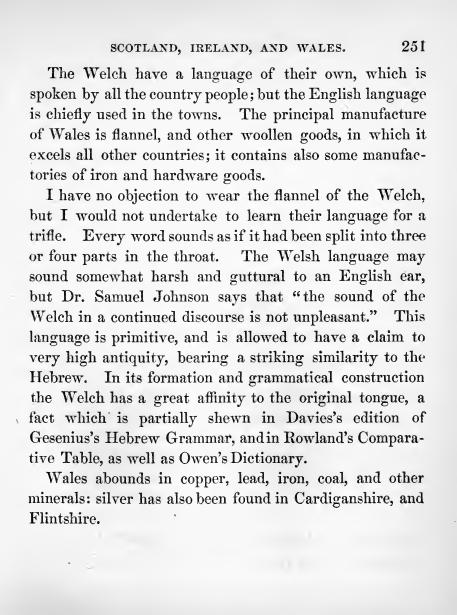 SCOTLAND, IRELAND, AND WALES. 251
The Welch have a language of their own, which is
spoken by all the country people; but the English language
is chiefly used in the towns. The principal manufacture
of Wales is flannel, and other woollen goods, in which it
excels all other countries; it contains also some manufac-
tories of iron and hardware goods.
I have no objection to wear the flannel of the Welch,
but I would not undertake to learn their language for a
trifle. Every word sounds as if it had been split into three
or four parts in the throat. The Welsh language may
sound somewhat harsh and guttural to an English ear,
but Dr. Samuel Johnson says that "the sound of the
Welch in a continued discourse is not unpleasant." This
language is primitive, and is allowed to have a claim to
very high antiquity, bearing a striking similarity to the
Hebrew. In its formation and grammatical construction
the Welch has a great affinity to the original tongue, a
fact which is partially shewn in Davies's edition of
Gesenius's Hebrew Grammar, and in Rowland's Compara-
tive Table, as well as Owen's Dictionary.
Wales abounds in copper, lead, iron, coal, and other
minerals: silver has also been found in Cardiganshire, and
Flintshire.